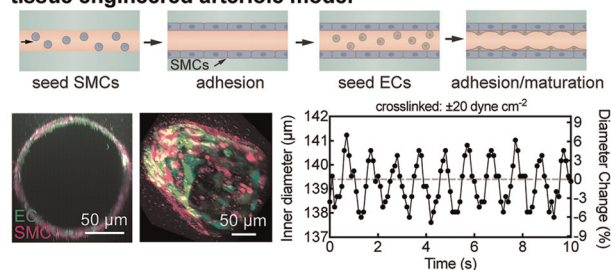 tissue engineered arteriole model
seed SMCs
adhesion
SMCs
seed ECs
adhesion/maturation
EC
SMC
50 µm
50 µm
crosslinked: ±20 dyne cm⁻²
Inner diameter (µm)
142
141
140
139
138
137
0 2 4 6 8 10
Time (s)
9
6
3
0
-3
-6
-9
Diameter Change (%)